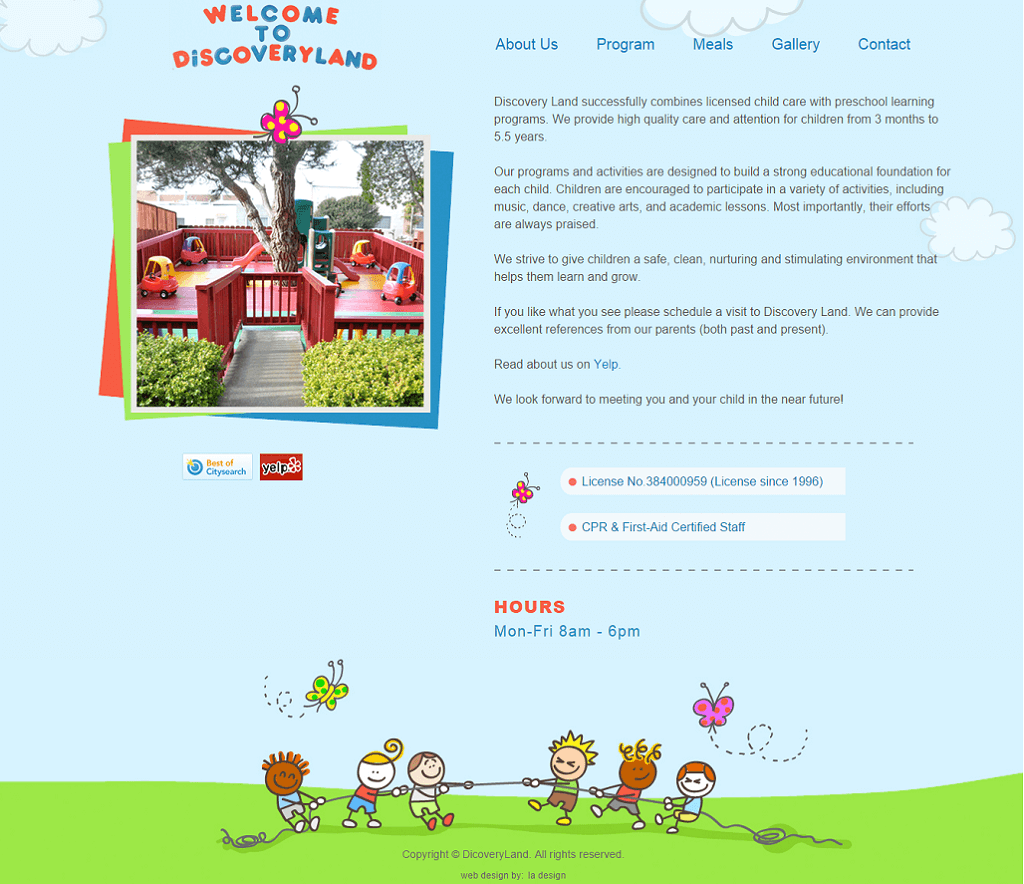 WELCOME
TO
DiSCOVERYLAND
About Us Program Meals Gallery Contact
Discovery Land successfully combines licensed child care with preschool learning
programs. We provide high quality care and attention for children from 3 months to
5.5 years.
Our programs and activities are designed to build a strong educational foundation for
each child. Children are encouraged to participate in a variety of activities, including
music, dance, creative arts, and academic lessons. Most importantly, their efforts
are always praised.
We strive to give children a safe, clean, nurturing and stimulating environment that
helps them learn and grow.
If you like what you see please schedule a visit to Discovery Land. We can provide
excellent references from our parents (both past and present).
Read about us on Yelp.
We look forward to meeting you and your child in the near future!
Best of
Citysearch
yelp
License No.384000959 (License since 1996)
CPR & First-Aid Certified Staff
HOURS
Mon-Fri 8am - 6pm
Copyright © DicoveryLand. All rights reserved.
web design by: la design